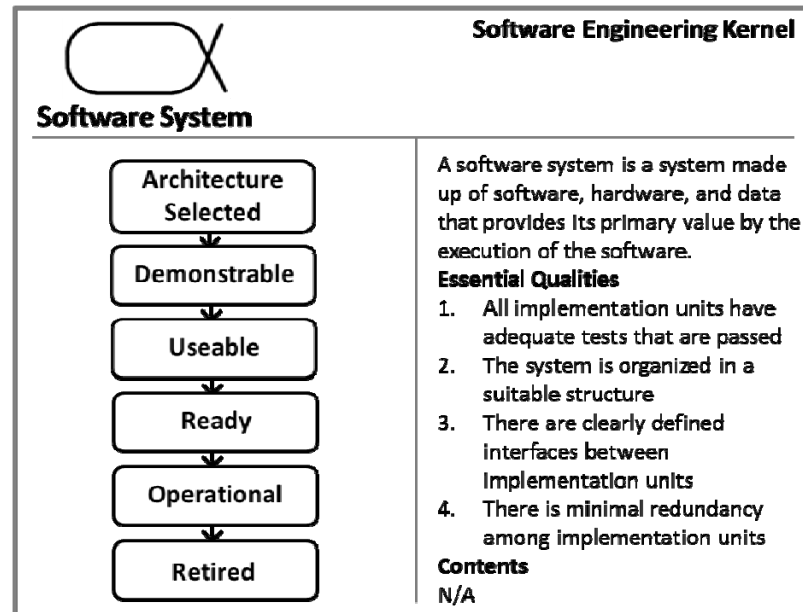 Software Engineering Kernel
Software System
Architecture
Selected
Demonstrable
Useable
Ready
Operational
Retired
A software system is a system made
up of software, hardware, and data
that provides its primary value by the
execution of the software.
Essential Qualities
1. All implementation units have
adequate tests that are passed
2. The system is organized in a
suitable structure
3. There are clearly defined
interfaces between
implementation units
4. There is minimal redundancy
among implementation units
Contents
N/A